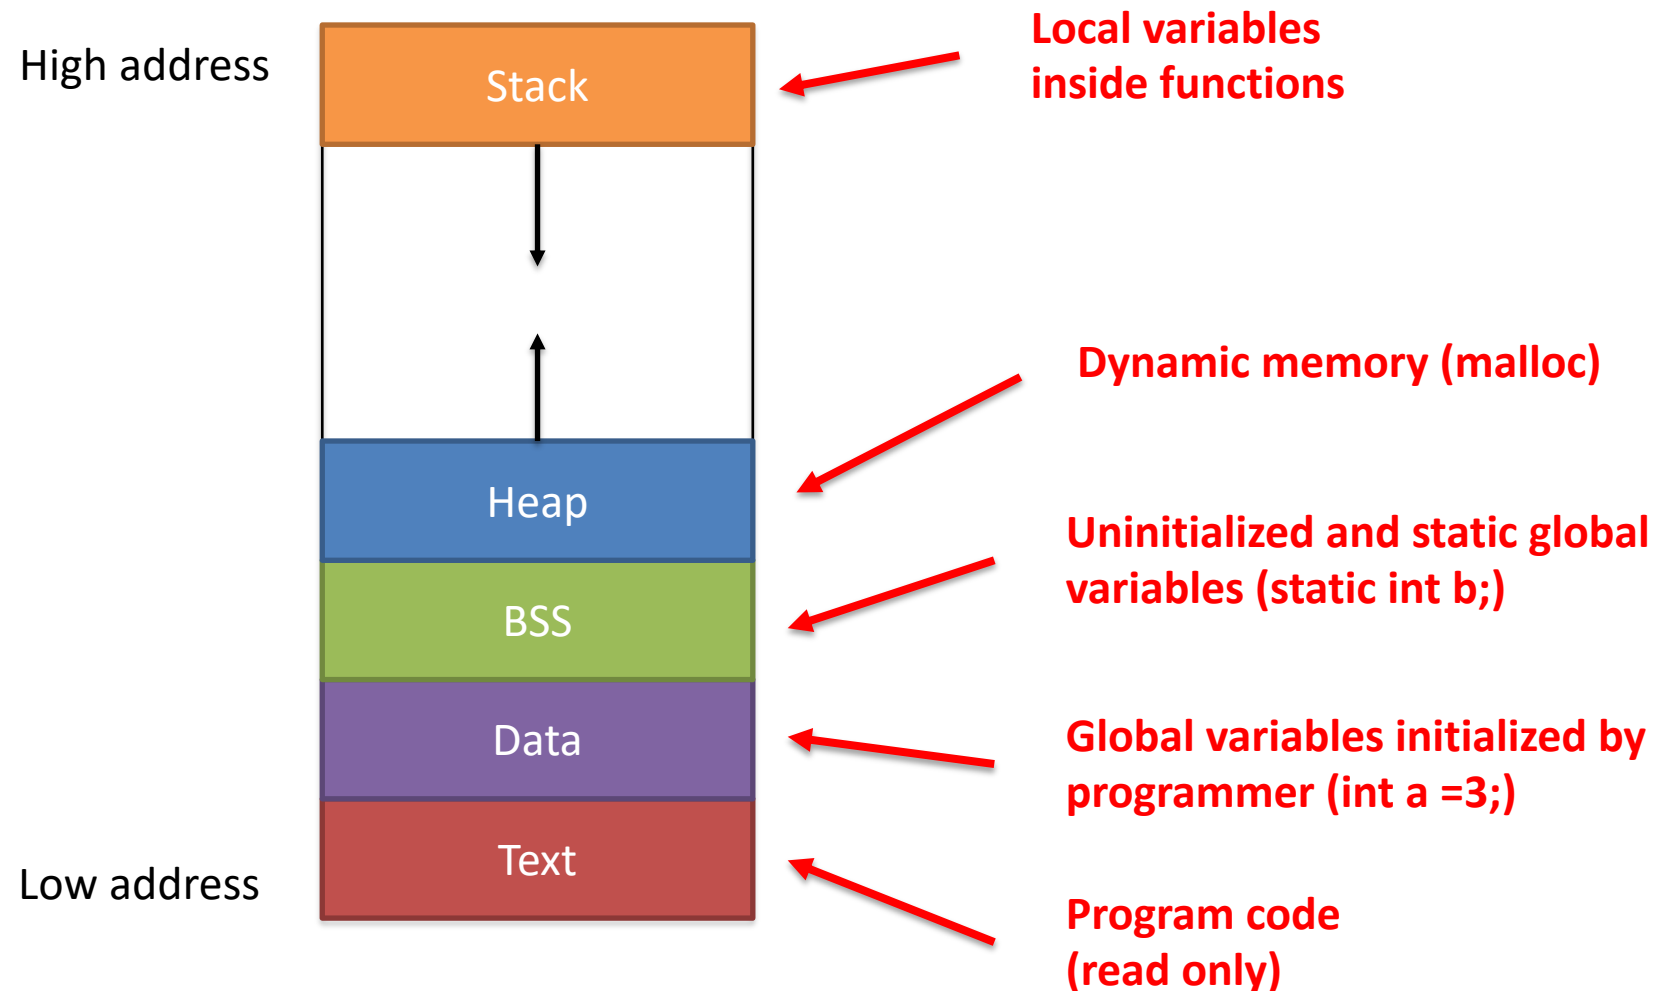 High address
Stack
Local variables
inside functions
Dynamic memory (malloc)
Heap
Uninitialized and static global
variables (static int b;)
BSS
Global variables initialized by
programmer (int a =3;)
Data
Text
Low address
Program code
(read only)